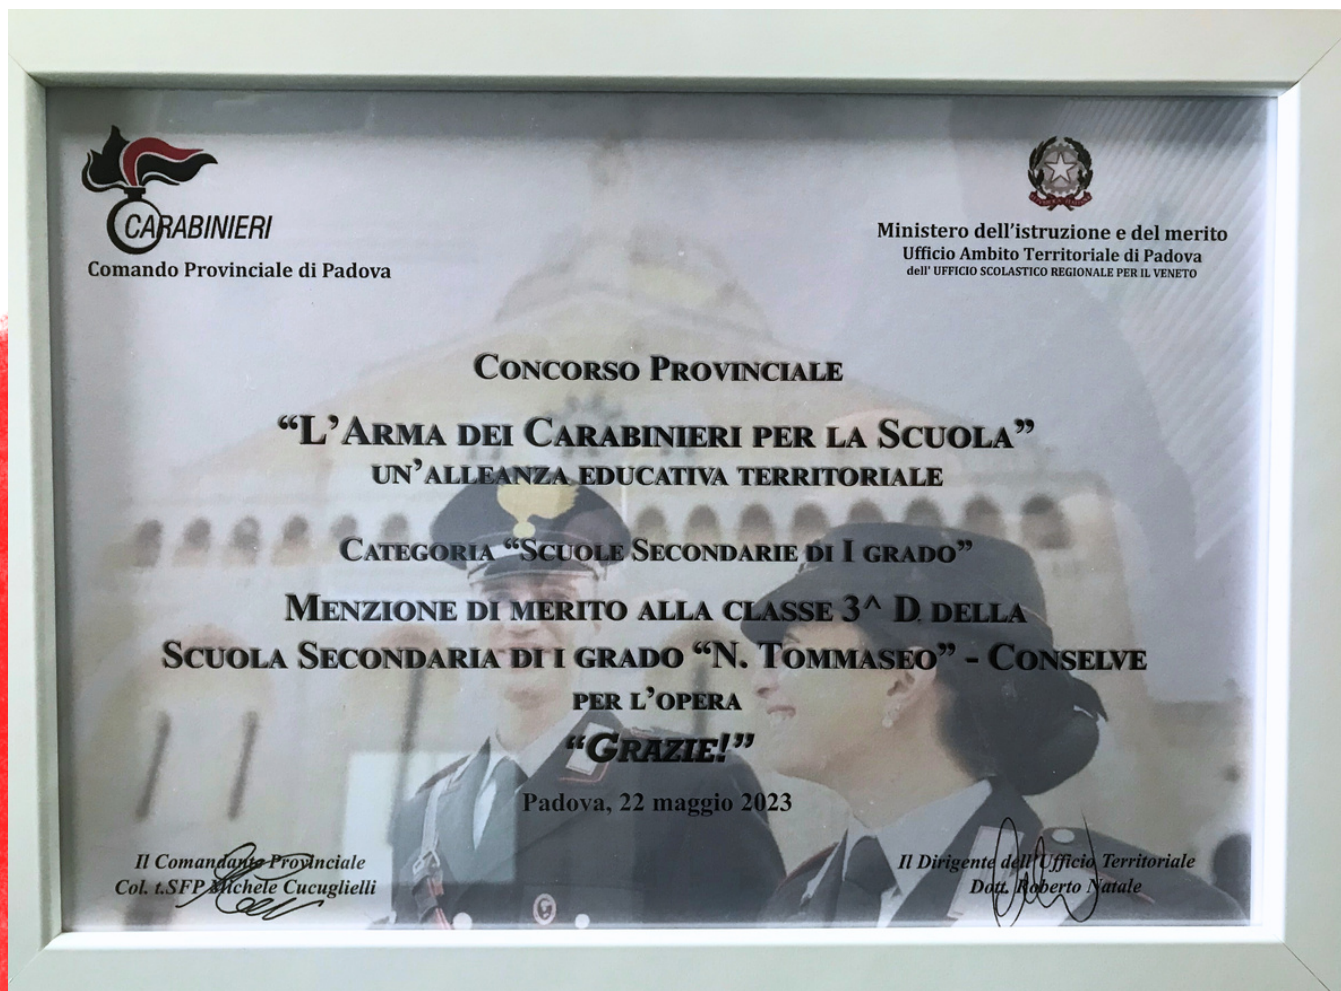 CARABINIERI
Comando Provinciale di Padova
Ministero dell'istruzione e del merito
Ufficio Ambito Territoriale di Padova
dell' UFFICIO SCOLASTICO REGIONALE PER IL VENETO
CONCORSO PROVINCIALE
“L’ARMA DEI CARABINIERI PER LA SCUOLA”
UN’ALLEANZA EDUCATIVA TERRITORIALE
CATEGORIA “SCUOLE SECONDARIE DI I GRADO”
MENZIONE DI MERITO ALLA CLASSE 3^ D DELLA
SCUOLA SECONDARIA DI I GRADO “N. TOMMASEO” - CONSELVE
PER L’OPERA
“GRAZIE!”
Padova, 22 maggio 2023
Il Comandante Provinciale
Col. t.SFP Michele Cucuglielli
Il Dirigente dell'Ufficio Territoriale
Dott. Roberto Natale